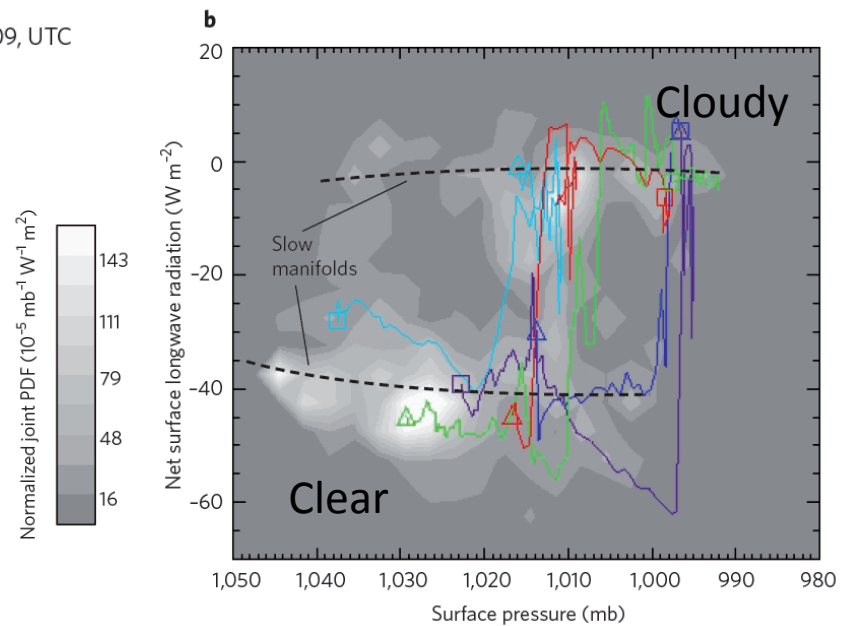 09, UTC
b
20
0
–20
–40
–60
Net surface longwave radiation (W m⁻²)
Cloudy
Slow
manifolds
Clear
1,050 1,040 1,030 1,020 1,010 1,000 990 980
Surface pressure (mb)
Normalized joint PDF (10⁻⁵ mb⁻¹ W⁻¹ m²)
143
111
79
48
16